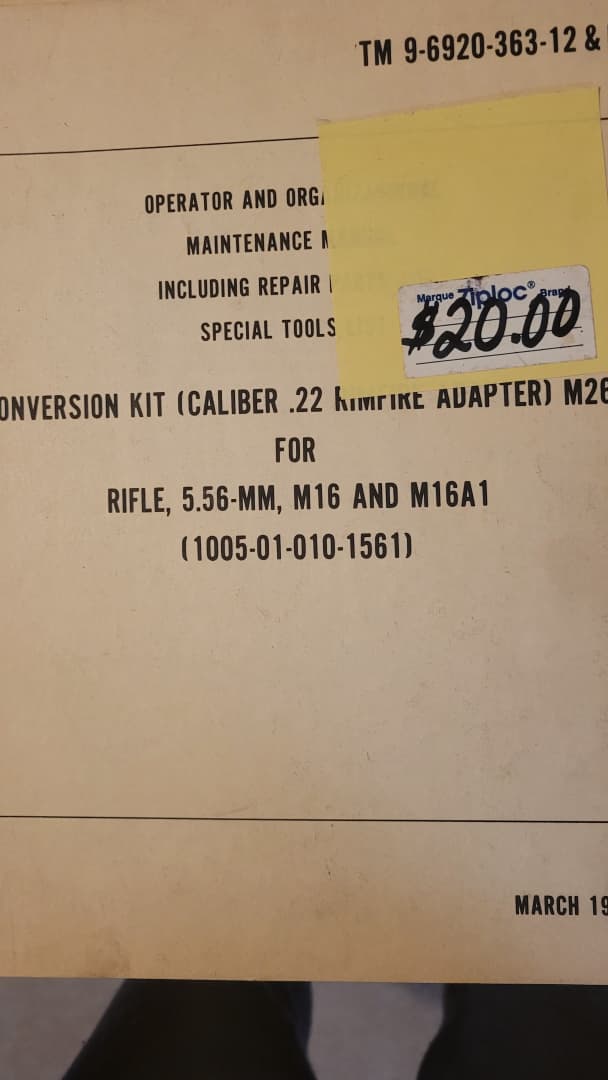 TM 9-6920-363-12 &
OPERATOR AND ORGA
MAINTENANCE
INCLUDING REPAIR
SPECIAL TOOLS
Marque Ziploc® Brand
$20.00
ONVERSION KIT (CALIBER .22 RIMFIRE ADAPTER) M26
FOR
RIFLE, 5.56-MM, M16 AND M16A1
(1005-01-010-1561)
MARCH 19